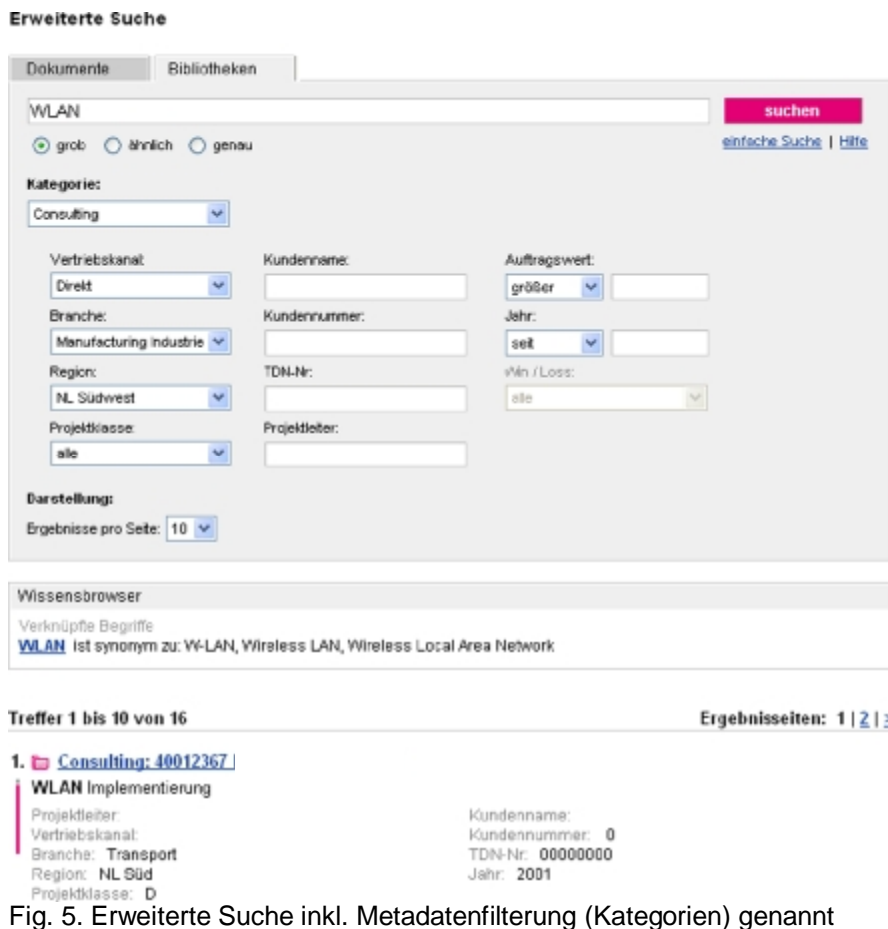 Erweiterte Suche
Dokumente Bibliotheken
WLAN suchen
grob ähnlich genau einfache Suche | Hilfe
Kategorie:
Consulting
Vertriebskanal: Kundenname: Auftragswert:
Direkt größer
Branche: Kundennummer: Jahr:
Manufacturing Industrie seit
Region: TDN-Nr: Win / Loss:
NL Südwest alle
Projektklasse: Projektleiter:
alle
Darstellung:
Ergebnisse pro Seite: 10
Wissensbrowser
Verknüpfte Begriffe
WLAN ist synonym zu: W-LAN, Wireless LAN, Wireless Local Area Network
Treffer 1 bis 10 von 16 Ergebnisseiten: 1 | 2 |
1. Consulting: 40012367 |
WLAN Implementierung
Projektleiter: Kundenname:
Vertriebskanal: Kundennummer: 0
Branche: Transport TDN-Nr: 00000000
Region: NL Süd Jahr: 2001
Projektklasse: D
Fig. 5. Erweiterte Suche inkl. Metadatenfilterung (Kategorien) genannt